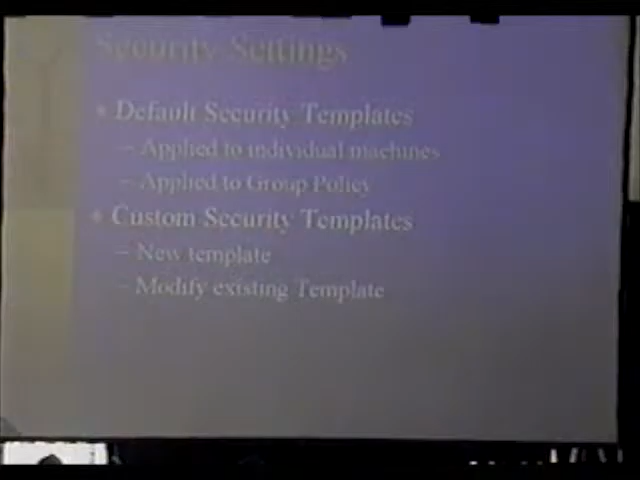 Security Settings
• Default Security Templates
– Applied to individual machines
– Applied to Group Policy
• Custom Security Templates
– New template
– Modify existing Template